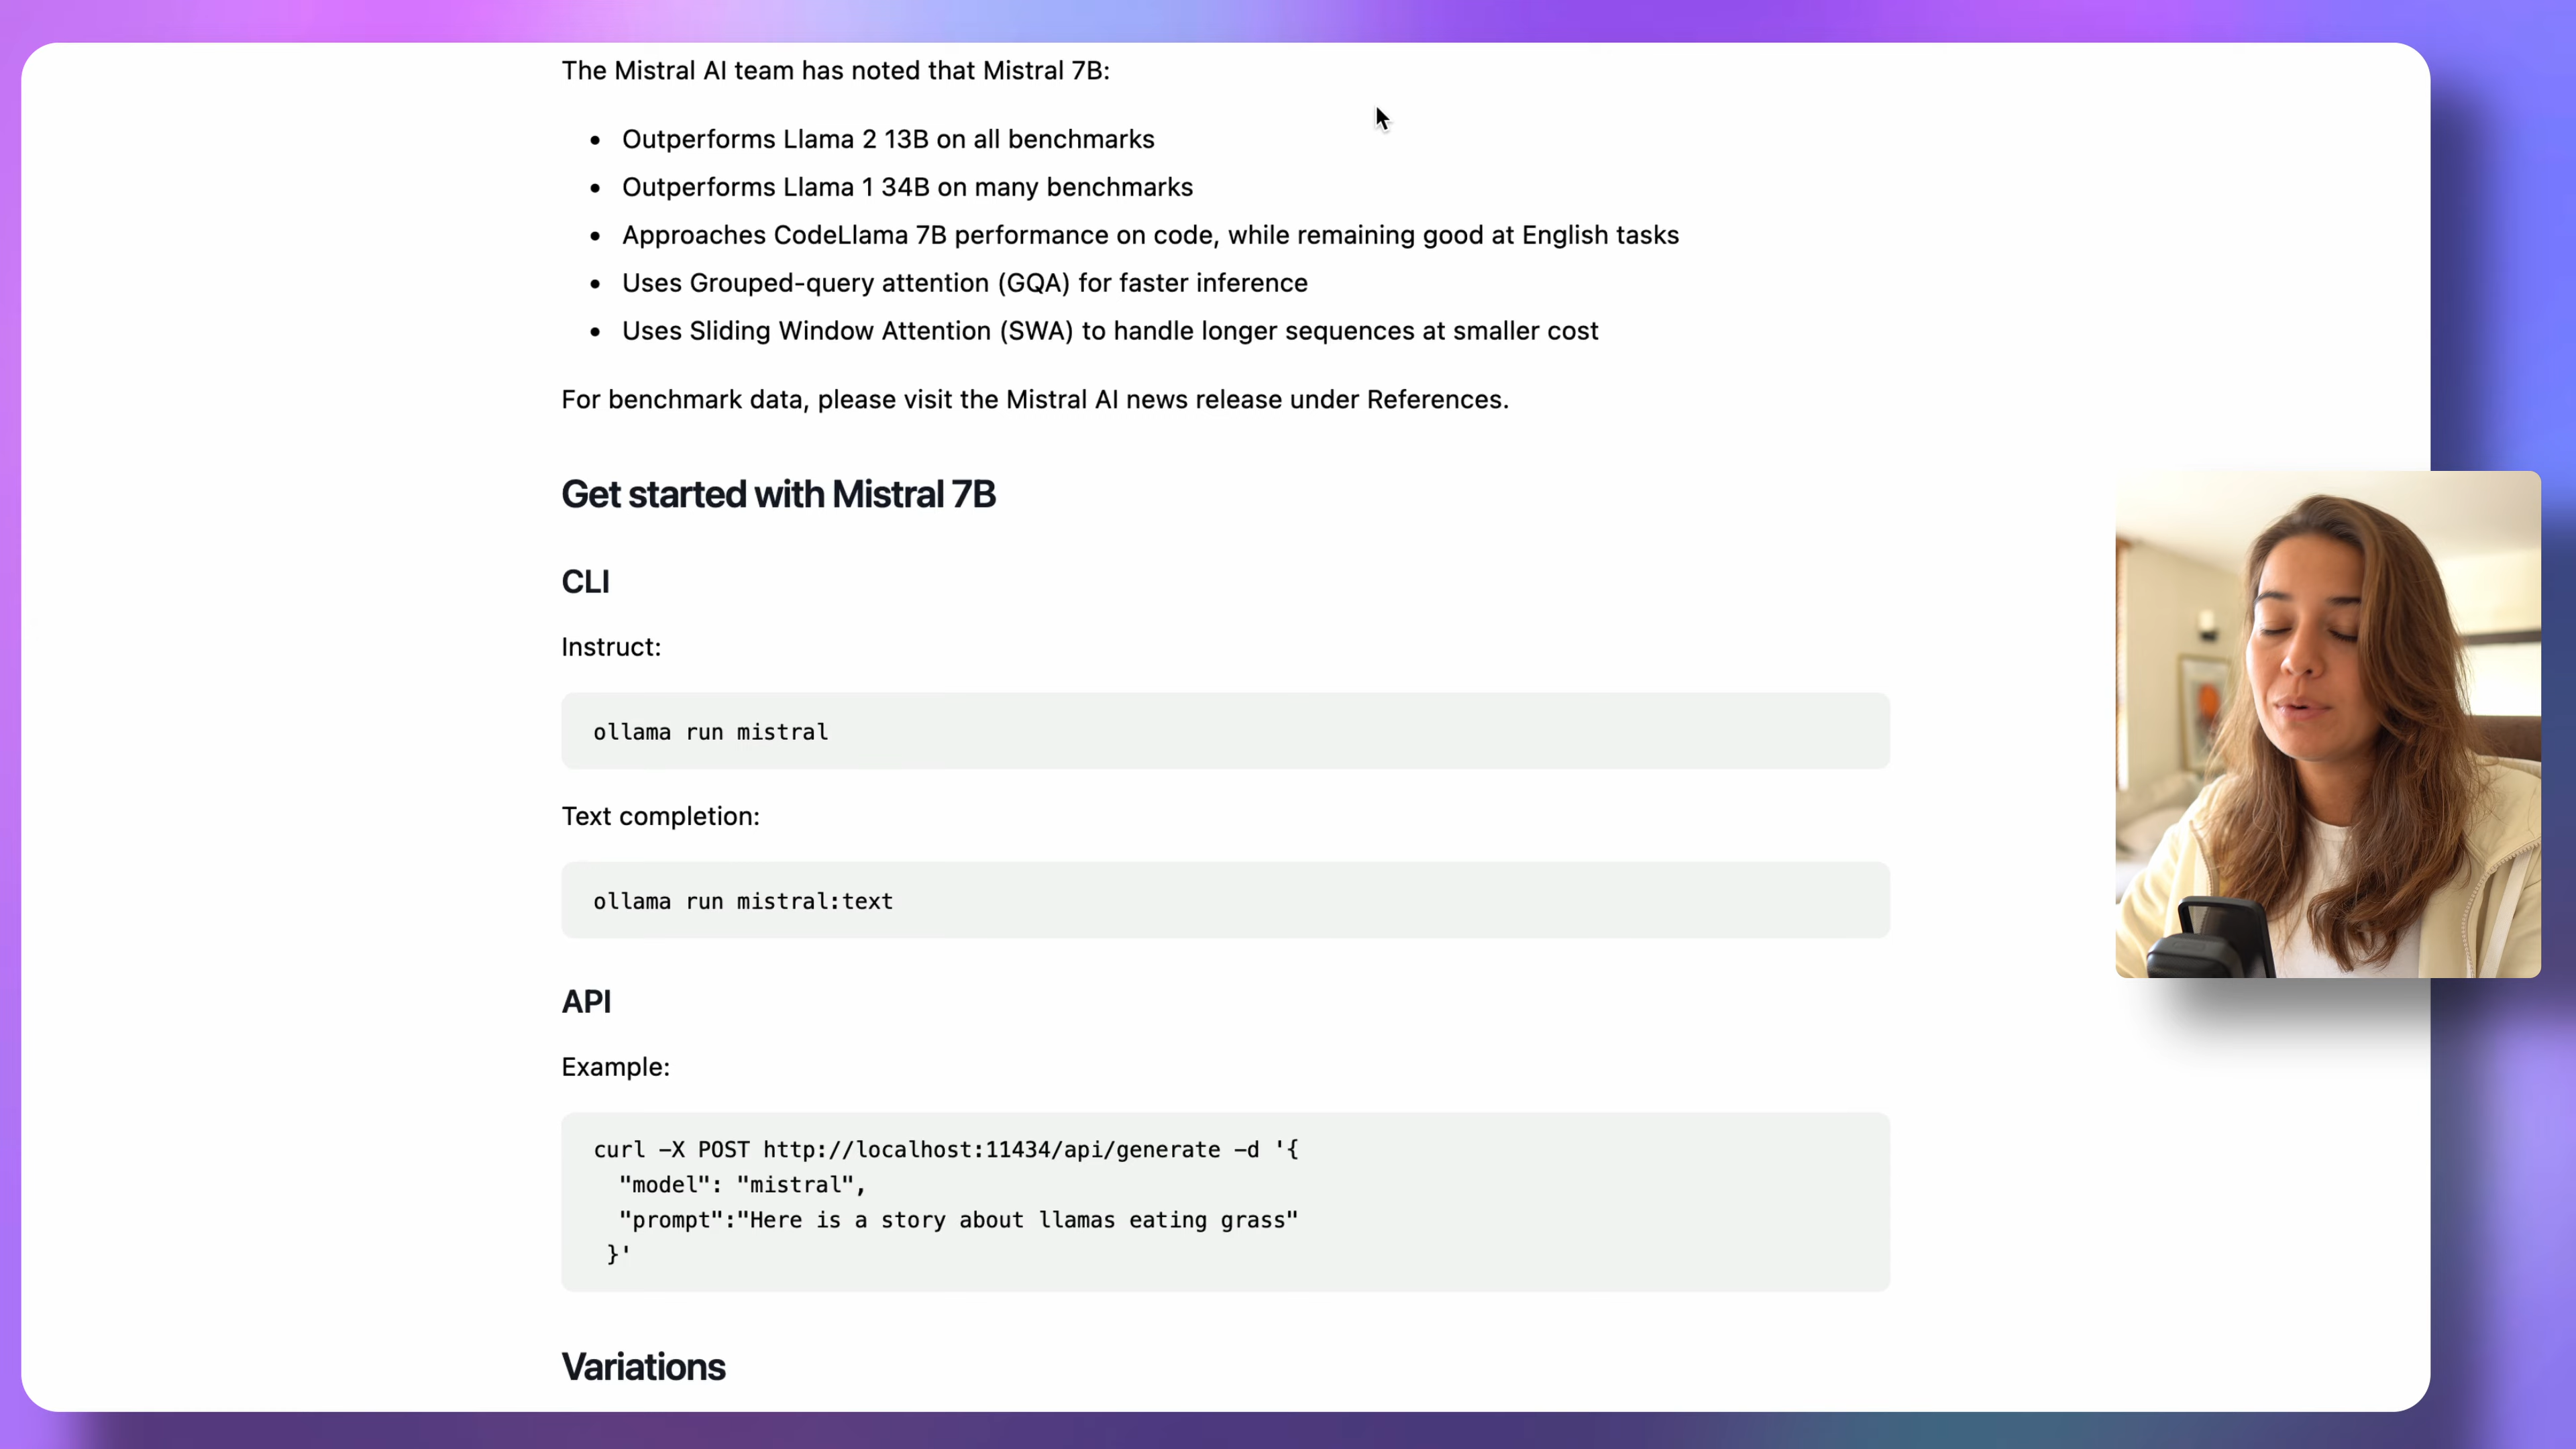 The Mistral AI team has noted that Mistral 7B:
• Outperforms Llama 2 13B on all benchmarks
• Outperforms Llama 1 34B on many benchmarks
• Approaches CodeLlama 7B performance on code, while remaining good at English tasks
• Uses Grouped-query attention (GQA) for faster inference
• Uses Sliding Window Attention (SWA) to handle longer sequences at smaller cost
For benchmark data, please visit the Mistral AI news release under References.
Get started with Mistral 7B
CLI
Instruct:
ollama run mistral
Text completion:
ollama run mistral:text
API
Example:
curl -X POST http://localhost:11434/api/generate -d '{
  "model": "mistral",
  "prompt":"Here is a story about llamas eating grass"
 }'
Variations